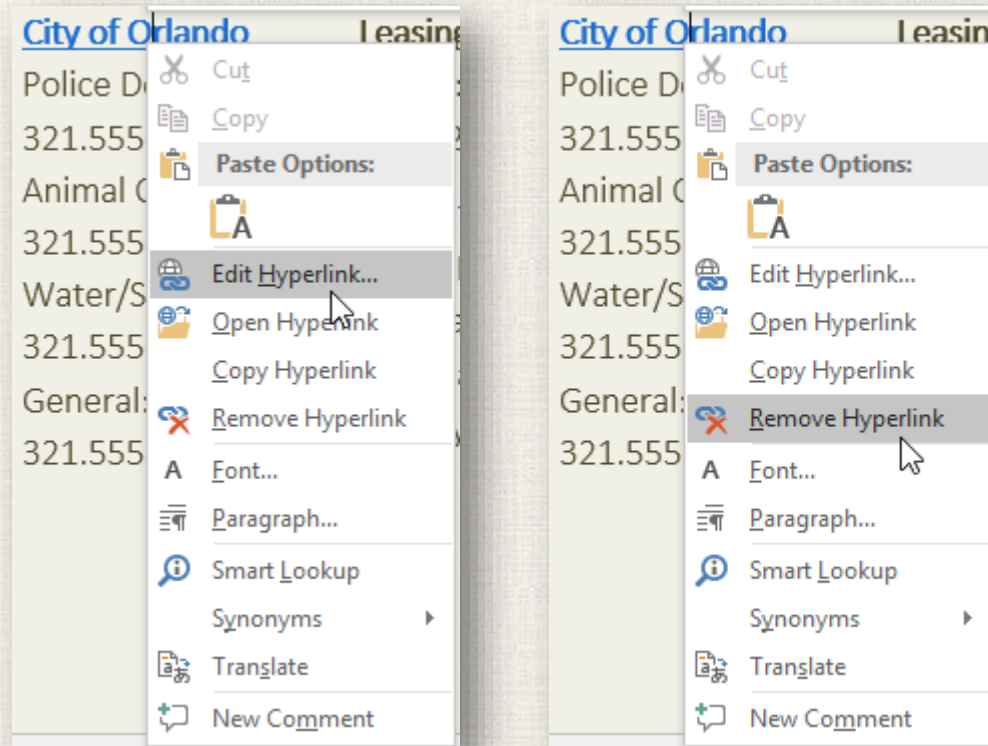 City of Orlando Leasing
Police D
321.555
Animal C
321.555
Water/S
321.555
General:
321.555
Cut
Copy
Paste Options:
Edit Hyperlink...
Open Hyperlink
Copy Hyperlink
Remove Hyperlink
Font...
Paragraph...
Smart Lookup
Synonyms
Translate
New Comment
City of Orlando Leasin
Police D
321.555
Animal C
321.555
Water/S
321.555
General:
321.555
Cut
Copy
Paste Options:
Edit Hyperlink...
Open Hyperlink
Copy Hyperlink
Remove Hyperlink
Font...
Paragraph...
Smart Lookup
Synonyms
Translate
New Comment